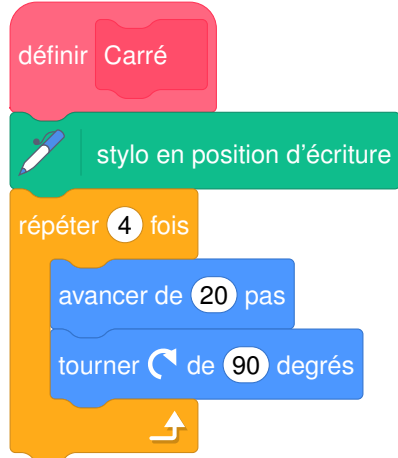 définir Carré
stylo en position d'écriture
répéter 4 fois
avancer de 20 pas
tourner de 90 degrés